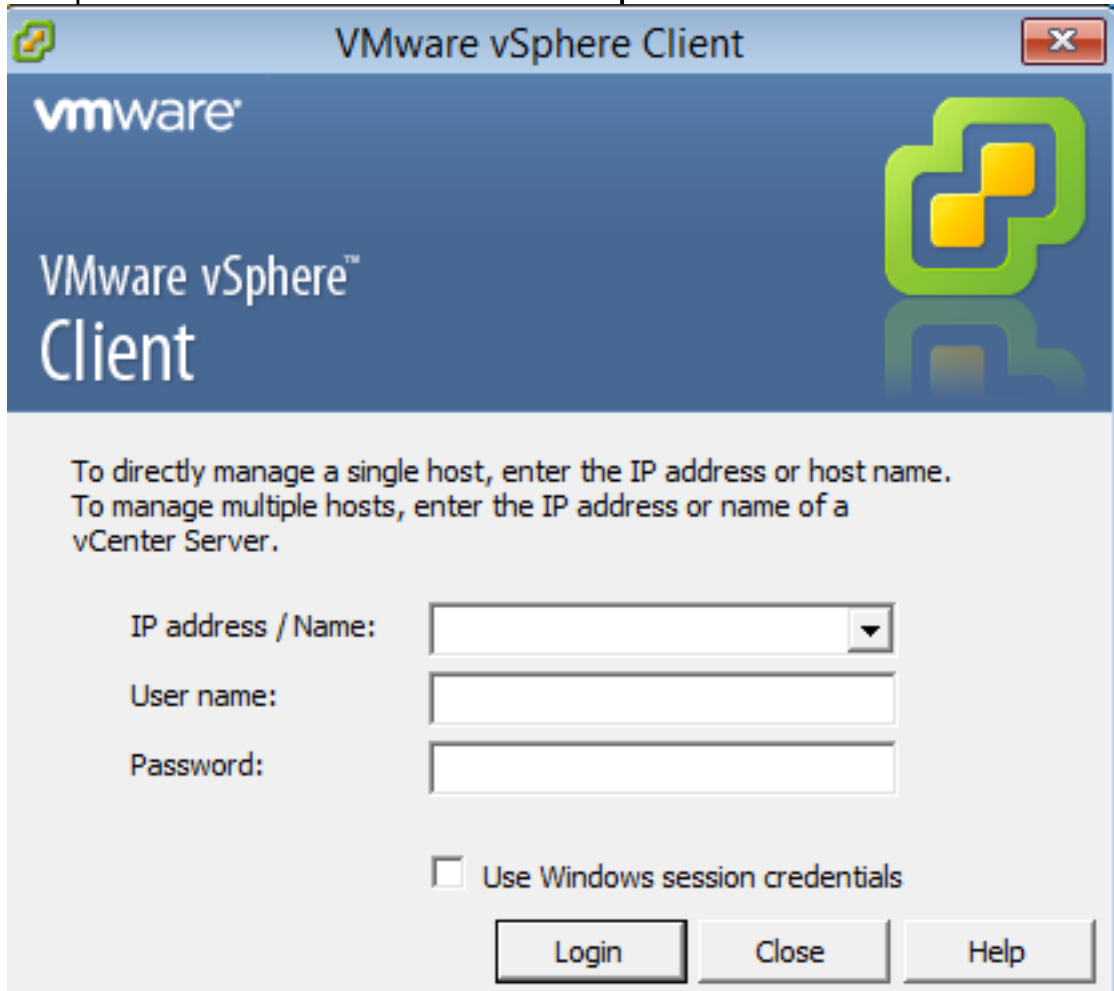 VMware vSphere Client
vmware®
VMware vSphere™
Client
To directly manage a single host, enter the IP address or host name.
To manage multiple hosts, enter the IP address or name of a
vCenter Server.
IP address / Name:
User name:
Password:
Use Windows session credentials
Login Close Help